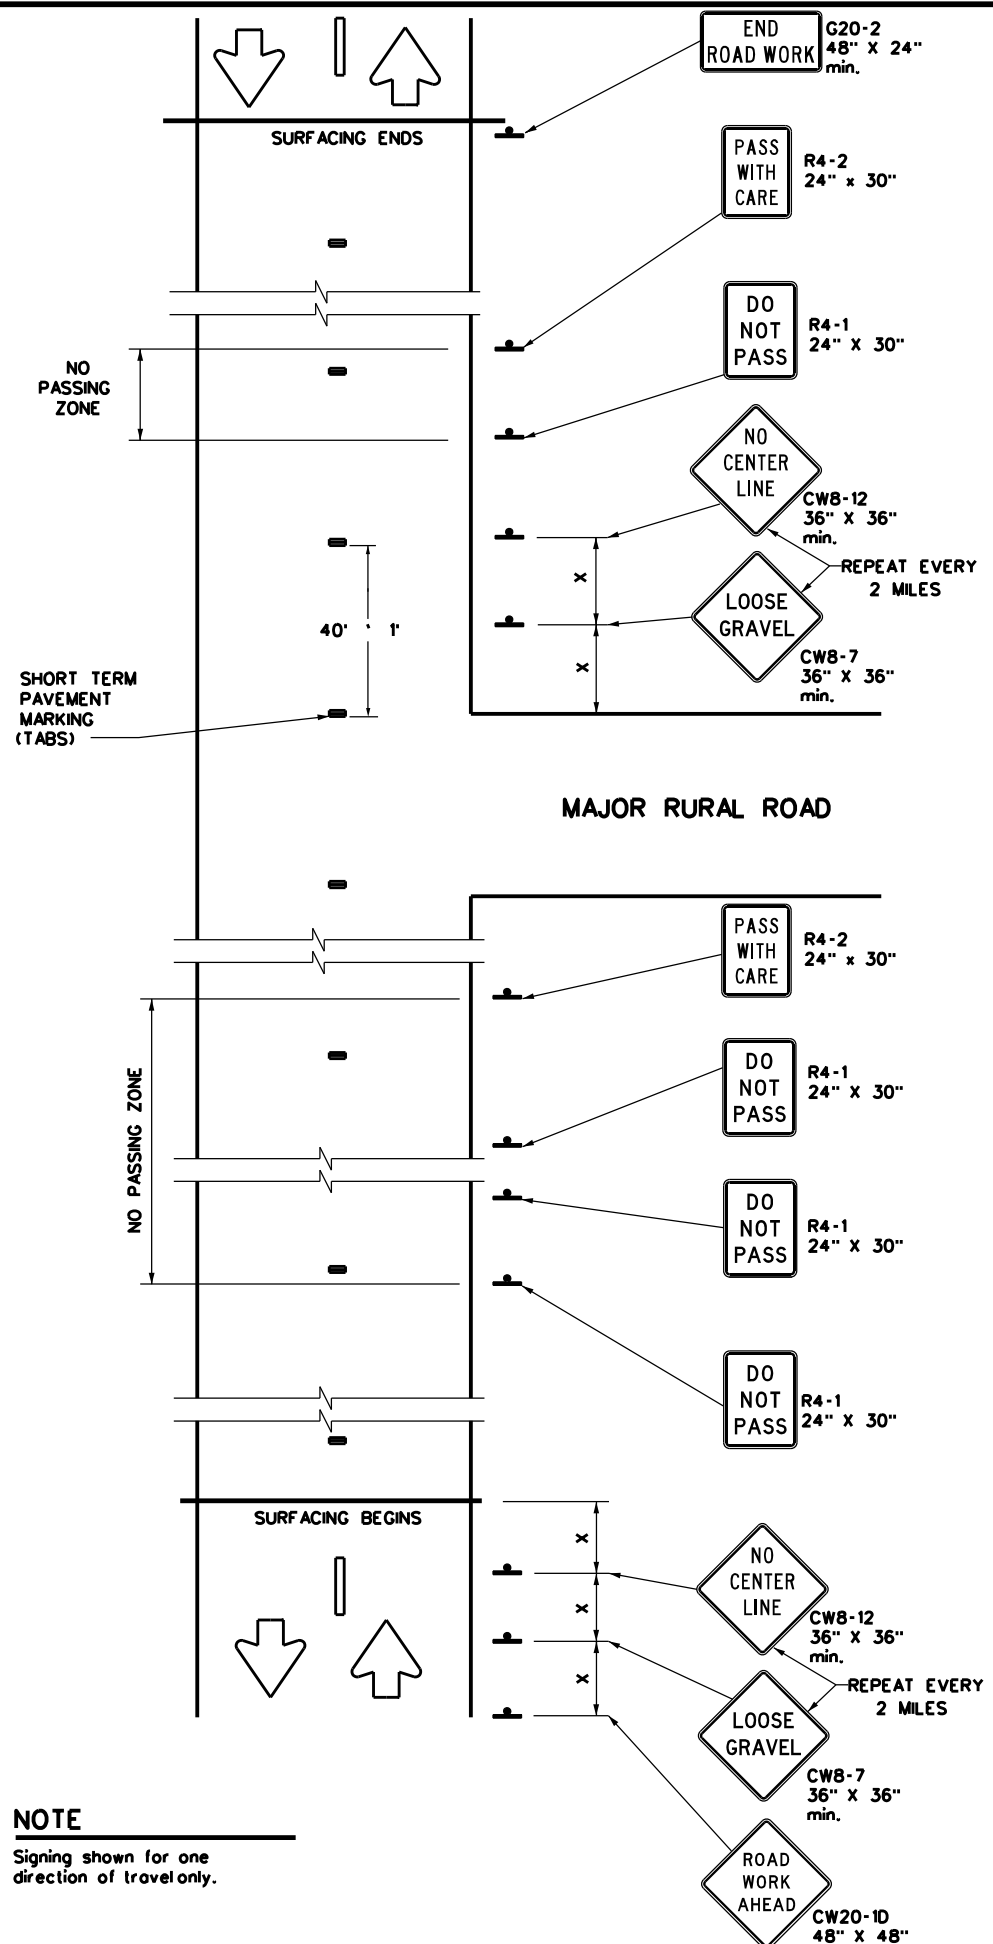 END
ROAD WORK
G20-2
48" X 24"
min.
SURFACING ENDS
PASS
WITH
CARE
R4-2
24" x 30"
DO
NOT
PASS
R4-1
24" X 30"
NO
PASSING
ZONE
NO
CENTER
LINE
CW8-12
36" X 36"
min.
REPEAT EVERY
2 MILES
X
LOOSE
GRAVEL
CW8-7
36" X 36"
min.
X
40' ' 1'
SHORT TERM
PAVEMENT
MARKING
(TABS)
MAJOR RURAL ROAD
PASS
WITH
CARE
R4-2
24" x 30"
NO PASSING ZONE
DO
NOT
PASS
R4-1
24" X 30"
DO
NOT
PASS
R4-1
24" X 30"
DO
NOT
PASS
R4-1
24" X 30"
SURFACING BEGINS
X
X
X
NO
CENTER
LINE
CW8-12
36" X 36"
min.
REPEAT EVERY
2 MILES
LOOSE
GRAVEL
CW8-7
36" X 36"
min.
NOTE
Signing shown for one
direction of travel only.
ROAD
WORK
AHEAD
CW20-1D
48" X 48"